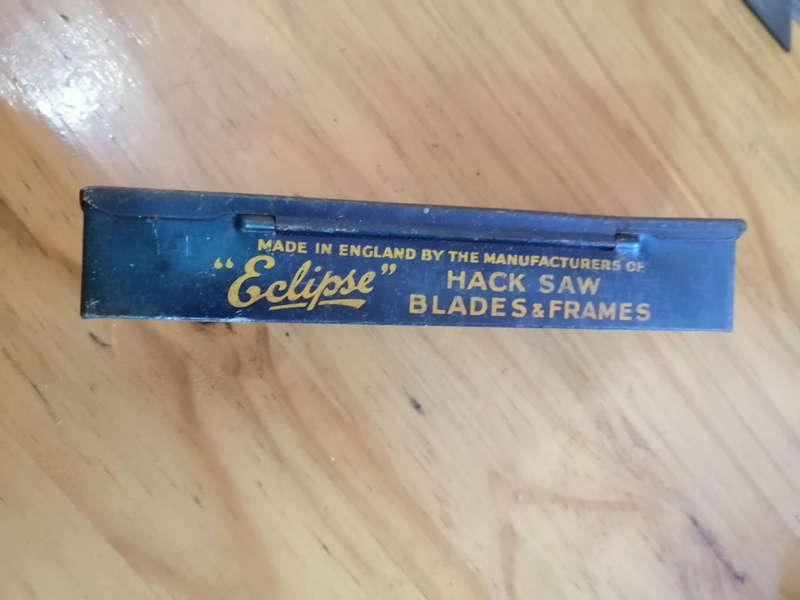 MADE IN ENGLAND BY THE MANUFACTURERS OF
"Eclipse" HACK SAW
BLADES & FRAMES